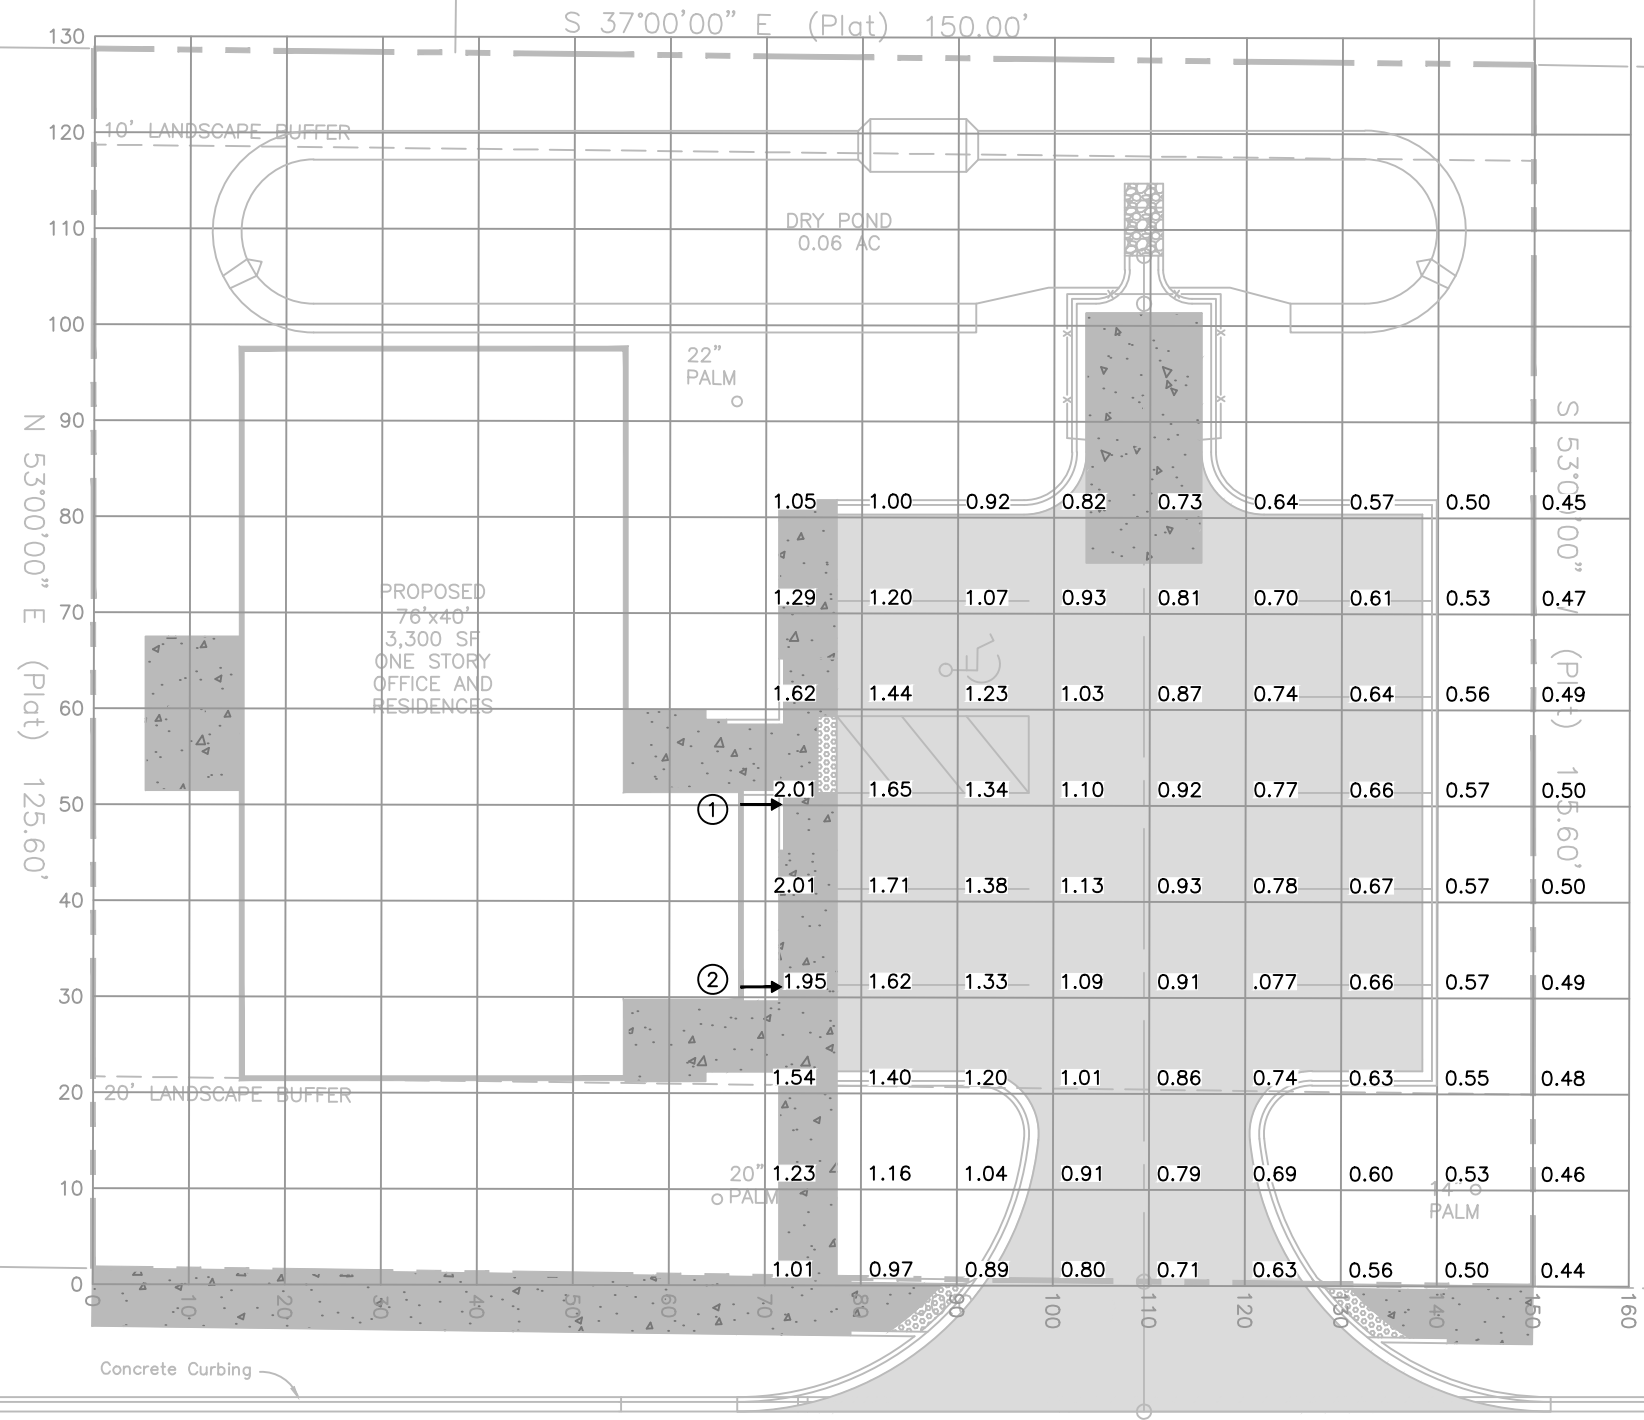 S 37°00'00" E (Plat) 150.00'
130
120
10' LANDSCAPE BUFFER
110
DRY POND
0.06 AC
100
22"
PALM
90
N 53°00'00" E (Plat) 125.60'
80
1.05 1.00 0.92 0.82 0.73 0.64 0.57 0.50 0.45
PROPOSED
76'x40'
3,300 SF
ONE STORY
OFFICE AND
RESIDENCES
70
1.29 1.20 1.07 0.93 0.81 0.70 0.61 0.53 0.47
60
1.62 1.44 1.23 1.03 0.87 0.74 0.64 0.56 0.49
50
2.01 1.65 1.34 1.10 0.92 0.77 0.66 0.57 0.50
1
40
2.01 1.71 1.38 1.13 0.93 0.78 0.67 0.57 0.50
30
2
1.95 1.62 1.33 1.09 0.91 .077 0.66 0.57 0.49
20
1.54 1.40 1.20 1.01 0.86 0.74 0.63 0.55 0.48
20' LANDSCAPE BUFFER
10
1.23 1.16 1.04 0.91 0.79 0.69 0.60 0.53 0.46
20"
PALM
14"
PALM
0
1.01 0.97 0.89 0.80 0.71 0.63 0.56 0.50 0.44
0 10 20 30 40 50 60 70 80 90 100 110 120 130 140 150 160
Concrete Curbing